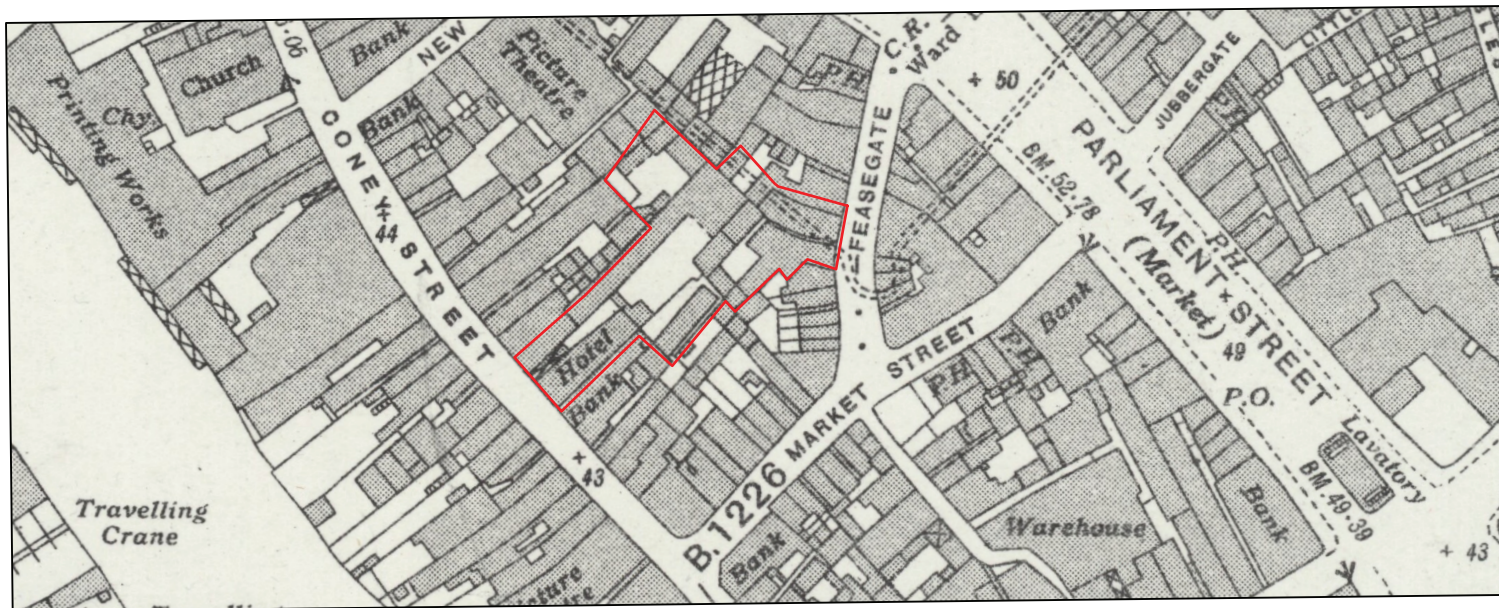 .06
Bank
NEW
Picture
Theatre
C.R.
Ward
LITTLE
Church
P.H
+ 50
JUBBERGATE
P.H
Printing Works
CONEY STREET
Bank
FEASEGATE
BM.52·78
PARLIAMENT STREET
(Market)
P.H.
44
Hotel
Bank
MARKET STREET
P.H
P.H
Bank
49
P.O.
Lavatory
43
B.1226
Travelling
Crane
Bank
Warehouse
Bank
BM.49·39
+ 43